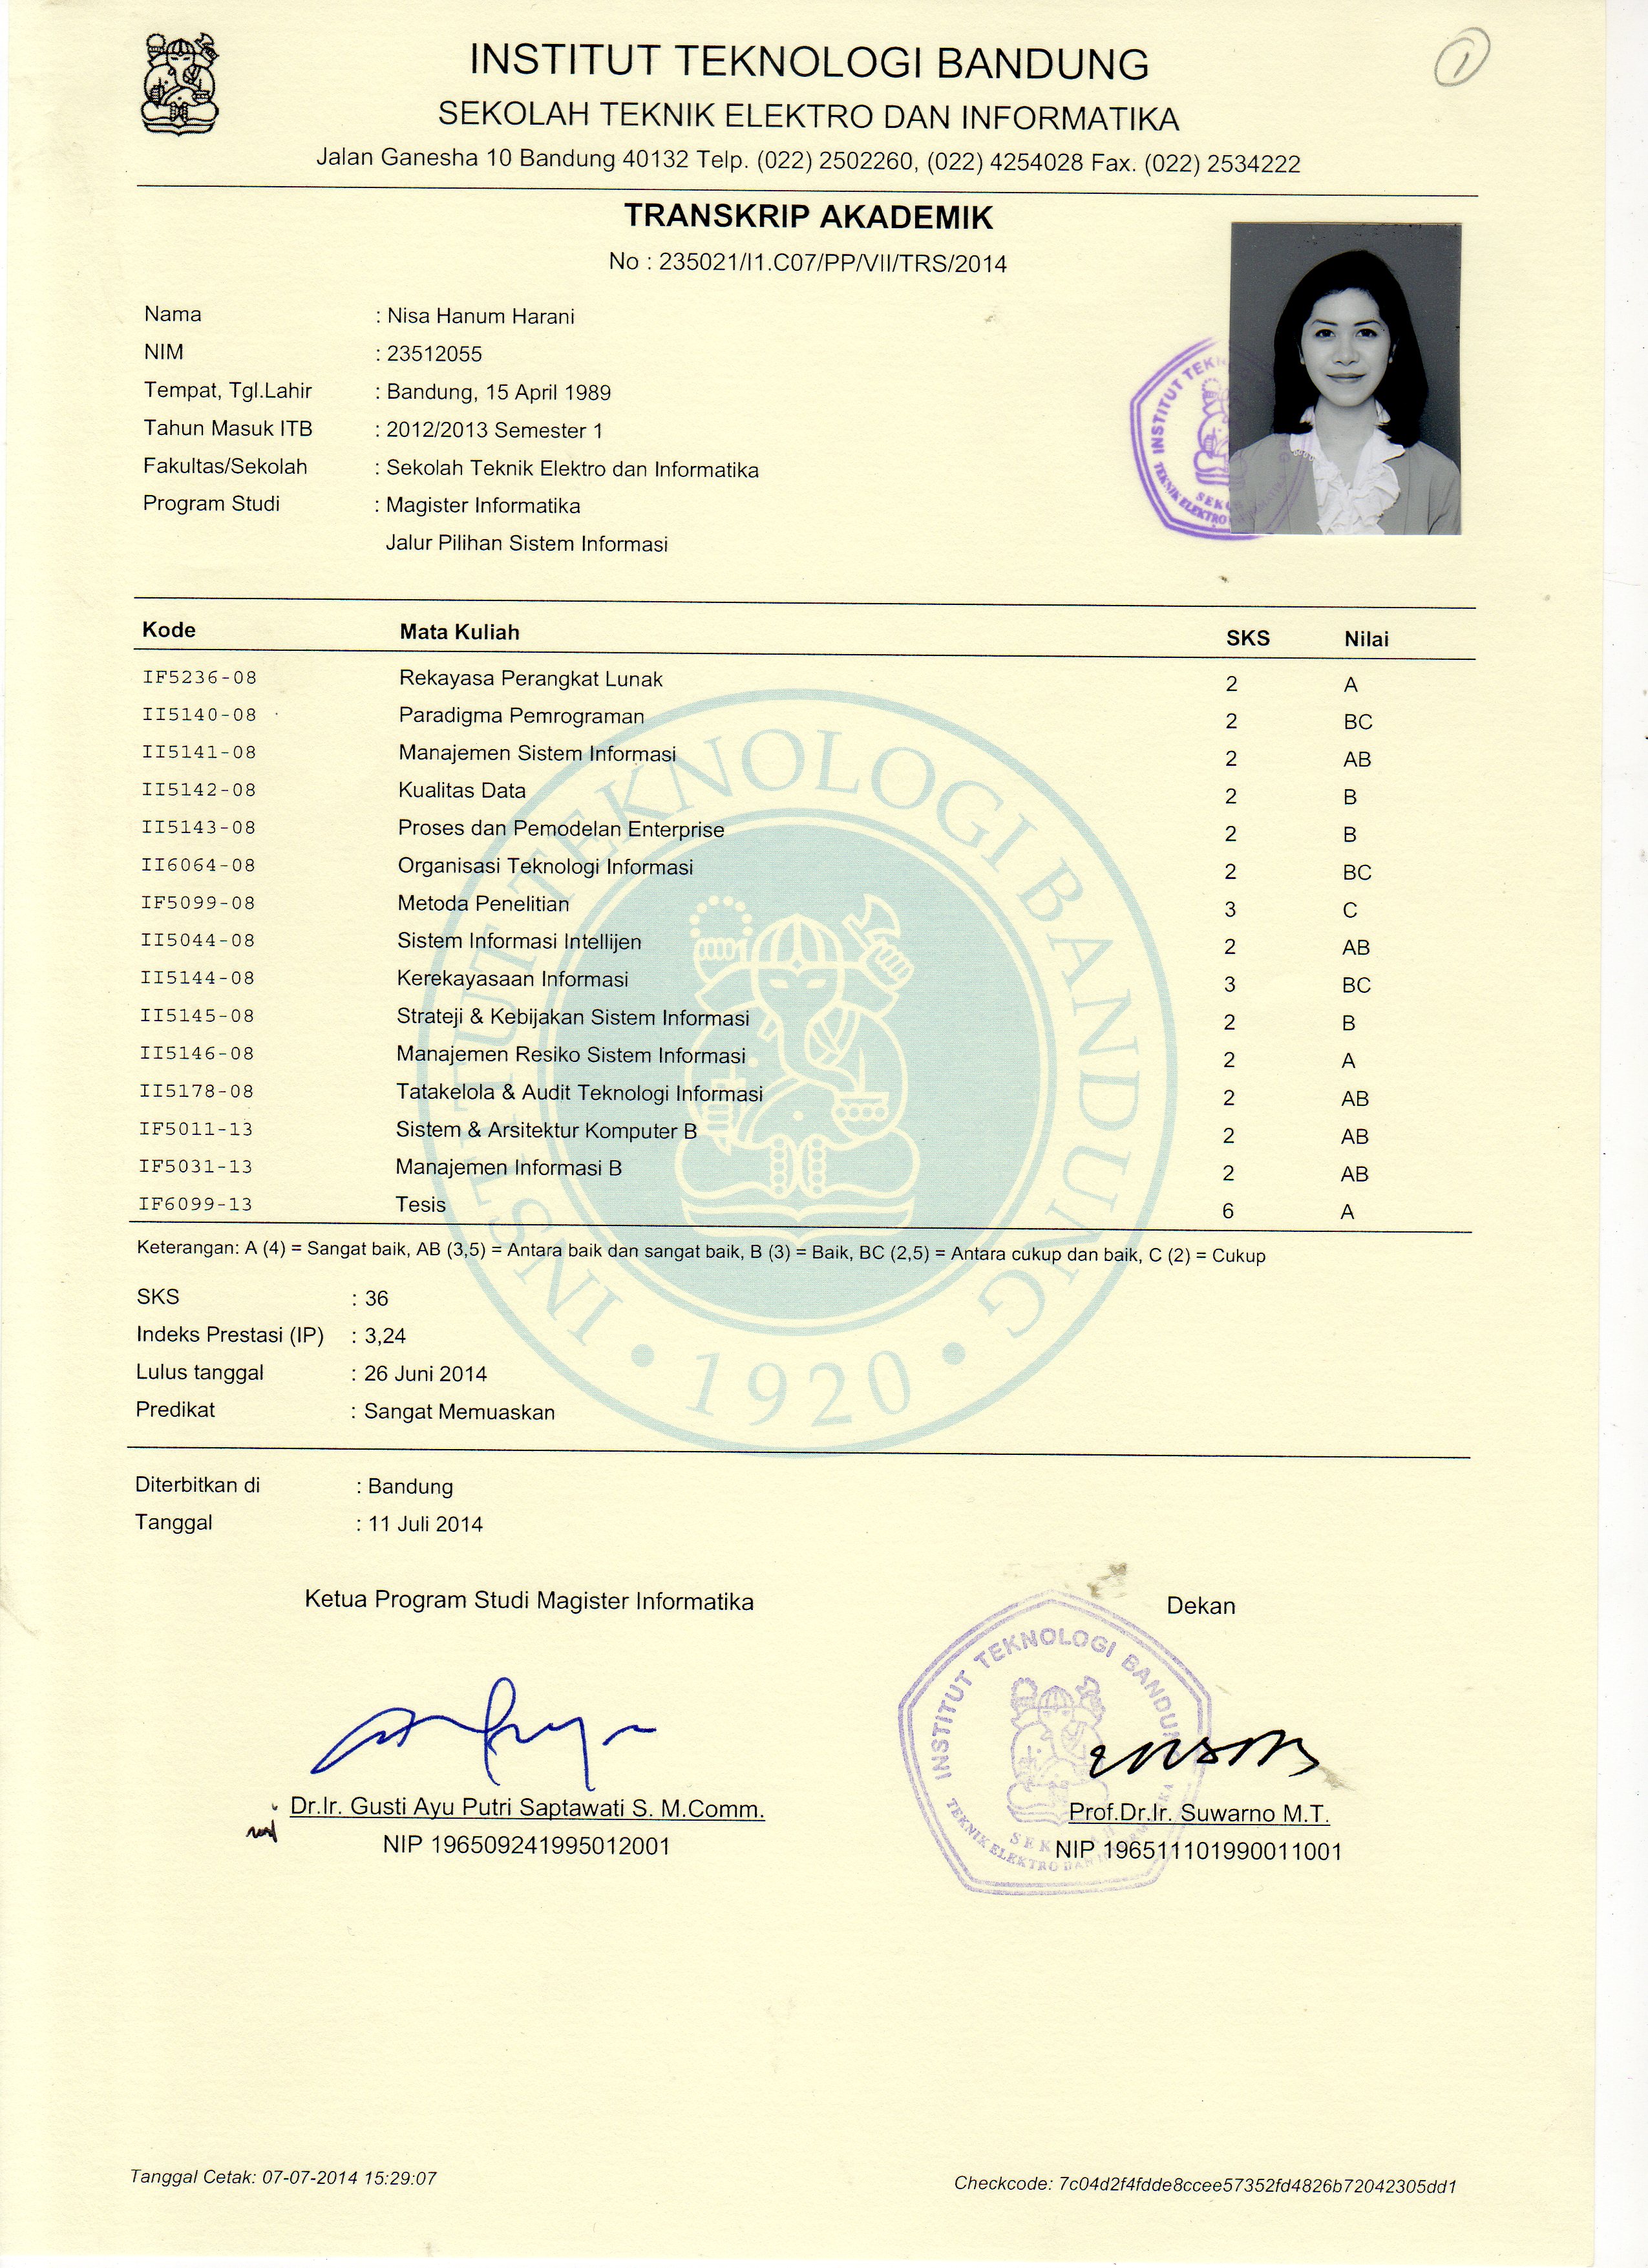 INSTITUT TEKNOLOGI BANDUNG
SEKOLAH TEKNIK ELEKTRO DAN INFORMATIKA
Jalan Ganesha 10 Bandung 40132 Telp. (022) 2502260, (022) 4254028 Fax. (022) 2534222
1
TRANSKRIP AKADEMIK
No : 235021/I1.C07/PP/VII/TRS/2014
Nama : Nisa Hanum Harani
NIM : 23512055
Tempat, Tgl.Lahir : Bandung, 15 April 1989
Tahun Masuk ITB : 2012/2013 Semester 1
Fakultas/Sekolah : Sekolah Teknik Elektro dan Informatika
Program Studi : Magister Informatika
Jalur Pilihan Sistem Informasi
INSTITUT TEK
TEKNIK ELEKTRO
Kode Mata Kuliah SKS Nilai
IF5236-08 Rekayasa Perangkat Lunak 2 A
II5140-08 Paradigma Pemrograman 2 BC
II5141-08 Manajemen Sistem Informasi 2 AB
II5142-08 Kualitas Data 2 B
II5143-08 Proses dan Pemodelan Enterprise 2 B
II6064-08 Organisasi Teknologi Informasi 2 BC
IF5099-08 Metoda Penelitian 3 C
II5044-08 Sistem Informasi Intellijen 2 AB
II5144-08 Kerekayasaan Informasi 3 BC
II5145-08 Strateji & Kebijakan Sistem Informasi 2 B
II5146-08 Manajemen Resiko Sistem Informasi 2 A
II5178-08 Tatakelola & Audit Teknologi Informasi 2 AB
IF5011-13 Sistem & Arsitektur Komputer B 2 AB
IF5031-13 Manajemen Informasi B 2 AB
IF6099-13 Tesis 6 A
INSTITUT TEKNOLOGI BANDUNG
• 1920 •
Keterangan: A (4) = Sangat baik, AB (3,5) = Antara baik dan sangat baik, B (3) = Baik, BC (2,5) = Antara cukup dan baik, C (2) = Cukup
SKS : 36
Indeks Prestasi (IP) : 3,24
Lulus tanggal : 26 Juni 2014
Predikat : Sangat Memuaskan
Diterbitkan di : Bandung
Tanggal : 11 Juli 2014
Ketua Program Studi Magister Informatika Dekan
INSTITUT TEKNOLOGI BANDUNG
TEKNIK ELEKTRO DAN
Dr.Ir. Gusti Ayu Putri Saptawati S. M.Comm. Prof.Dr.Ir. Suwarno M.T.
NIP 196509241995012001 NIP 196511101990011001
Tanggal Cetak: 07-07-2014 15:29:07 Checkcode: 7c04d2f4fdde8ccee57352fd4826b72042305dd1